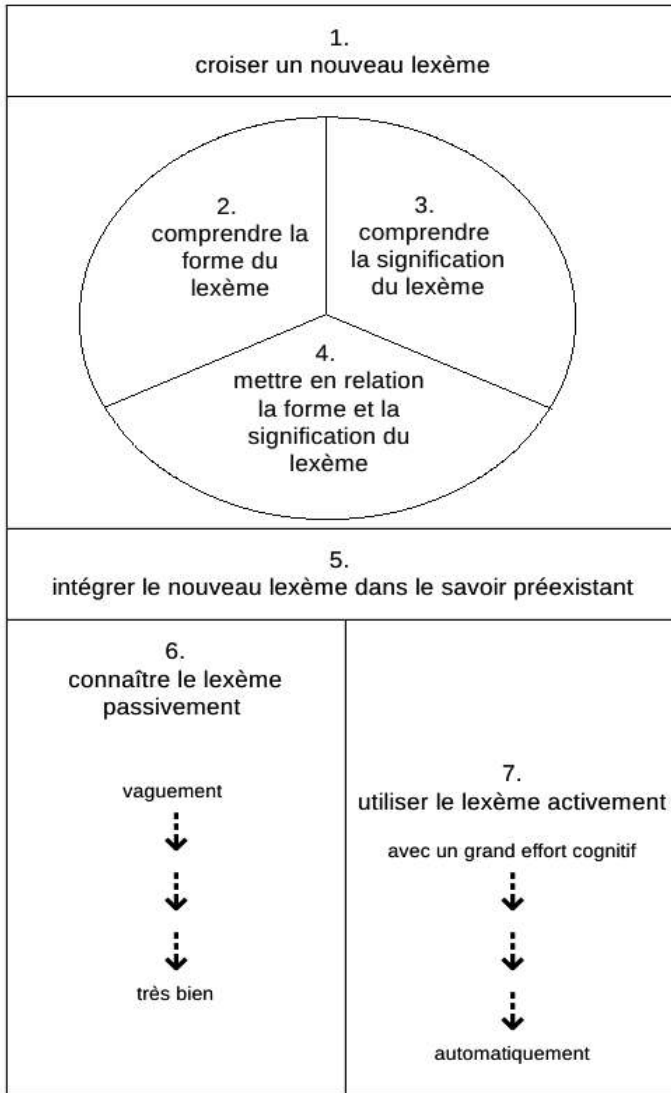 1.
croiser un nouveau lexème
2.
comprendre la
forme du
lexème
3.
comprendre
la signification
du lexème
4.
mettre en relation
la forme et la
signification du
lexème
5.
intégrer le nouveau lexème dans le savoir préexistant
6.
connaître le lexème
passivement
vaguement
très bien
7.
utiliser le lexème activement
avec un grand effort cognitif
automatiquement